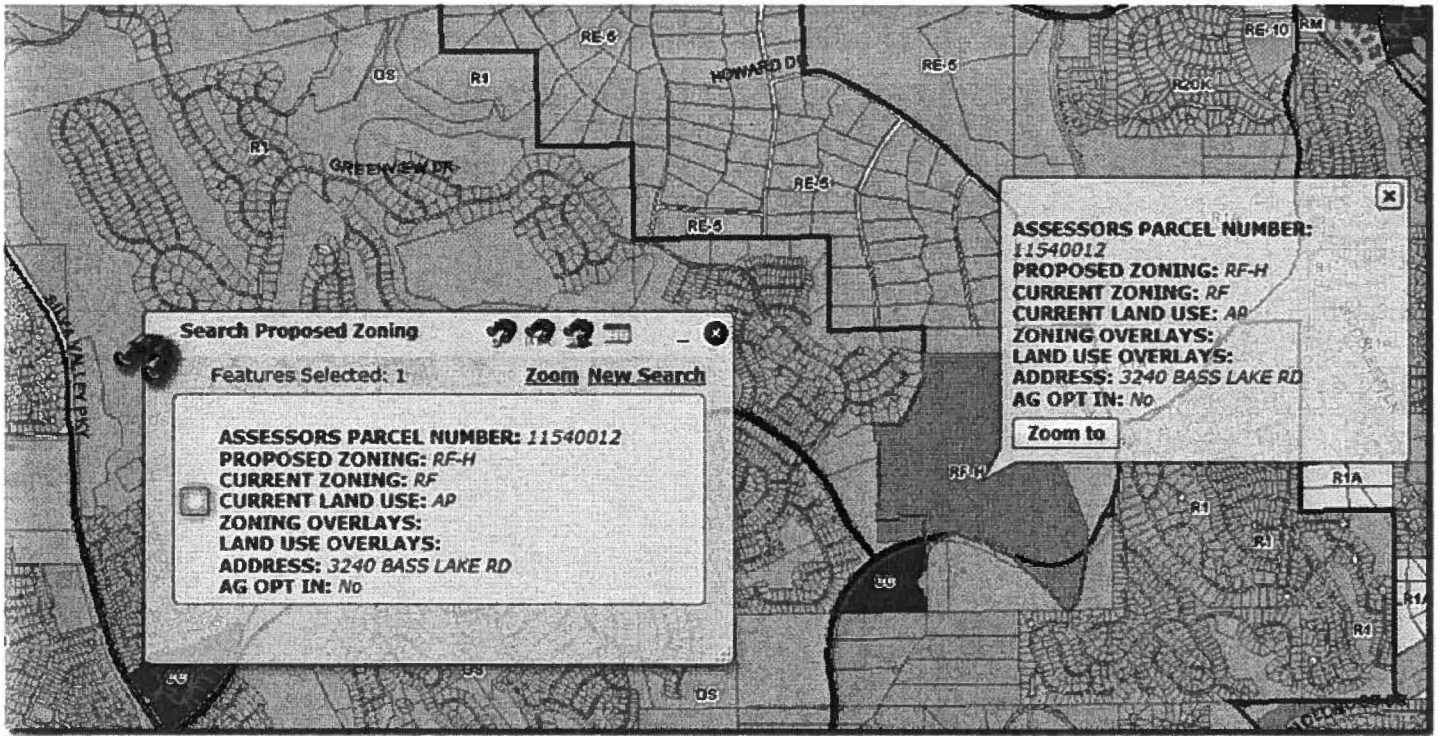 RE-5
RM
RE-10
HOWARD DR
RE-5
OS
R1
R20K
R1
GREENVIEW DR
RE-5
RE-5
ASSESSORS PARCEL NUMBER:
11540012
PROPOSED ZONING: RF-H
CURRENT ZONING: RF
CURRENT LAND USE: AP
ZONING OVERLAYS:
LAND USE OVERLAYS:
ADDRESS: 3240 BASS LAKE RD
AG OPT IN: No
Zoom to
SILVA VALLEY PKY
Search Proposed Zoning
Features Selected: 1 Zoom New Search
ASSESSORS PARCEL NUMBER: 11540012
PROPOSED ZONING: RF-H
CURRENT ZONING: RF
CURRENT LAND USE: AP
ZONING OVERLAYS:
LAND USE OVERLAYS:
ADDRESS: 3240 BASS LAKE RD
AG OPT IN: No
RF-H
R1A
R1
R1
R1A
R1
OS